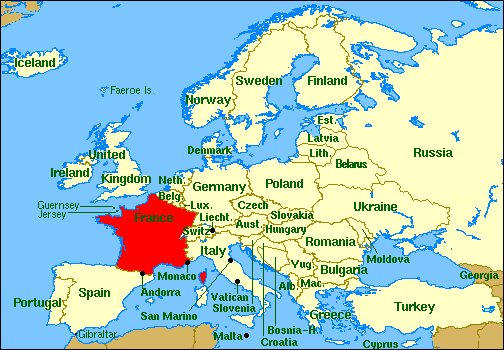 Iceland
Faeroe Is.
Sweden
Finland
Norway
Est.
Latvia
Lith.
Denmark
Russia
Belarus
United
Kingdom
Ireland
Neth.
Belg.
Germany
Poland
Guernsey
Jersey
France
Lux.
Liecht.
Switz.
Czech
Slovakia
Aust.
Hungary
Ukraine
Romania
Moldova
Italy
Yug.
Bulgaria
Monaco
Andorra
San Marino
Vatican
Slovenia
Alb.
Mac.
Georgia
Portugal
Spain
Gibraltar
Malta
Bosnia-H.
Croatia
Greece
Turkey
Cyprus